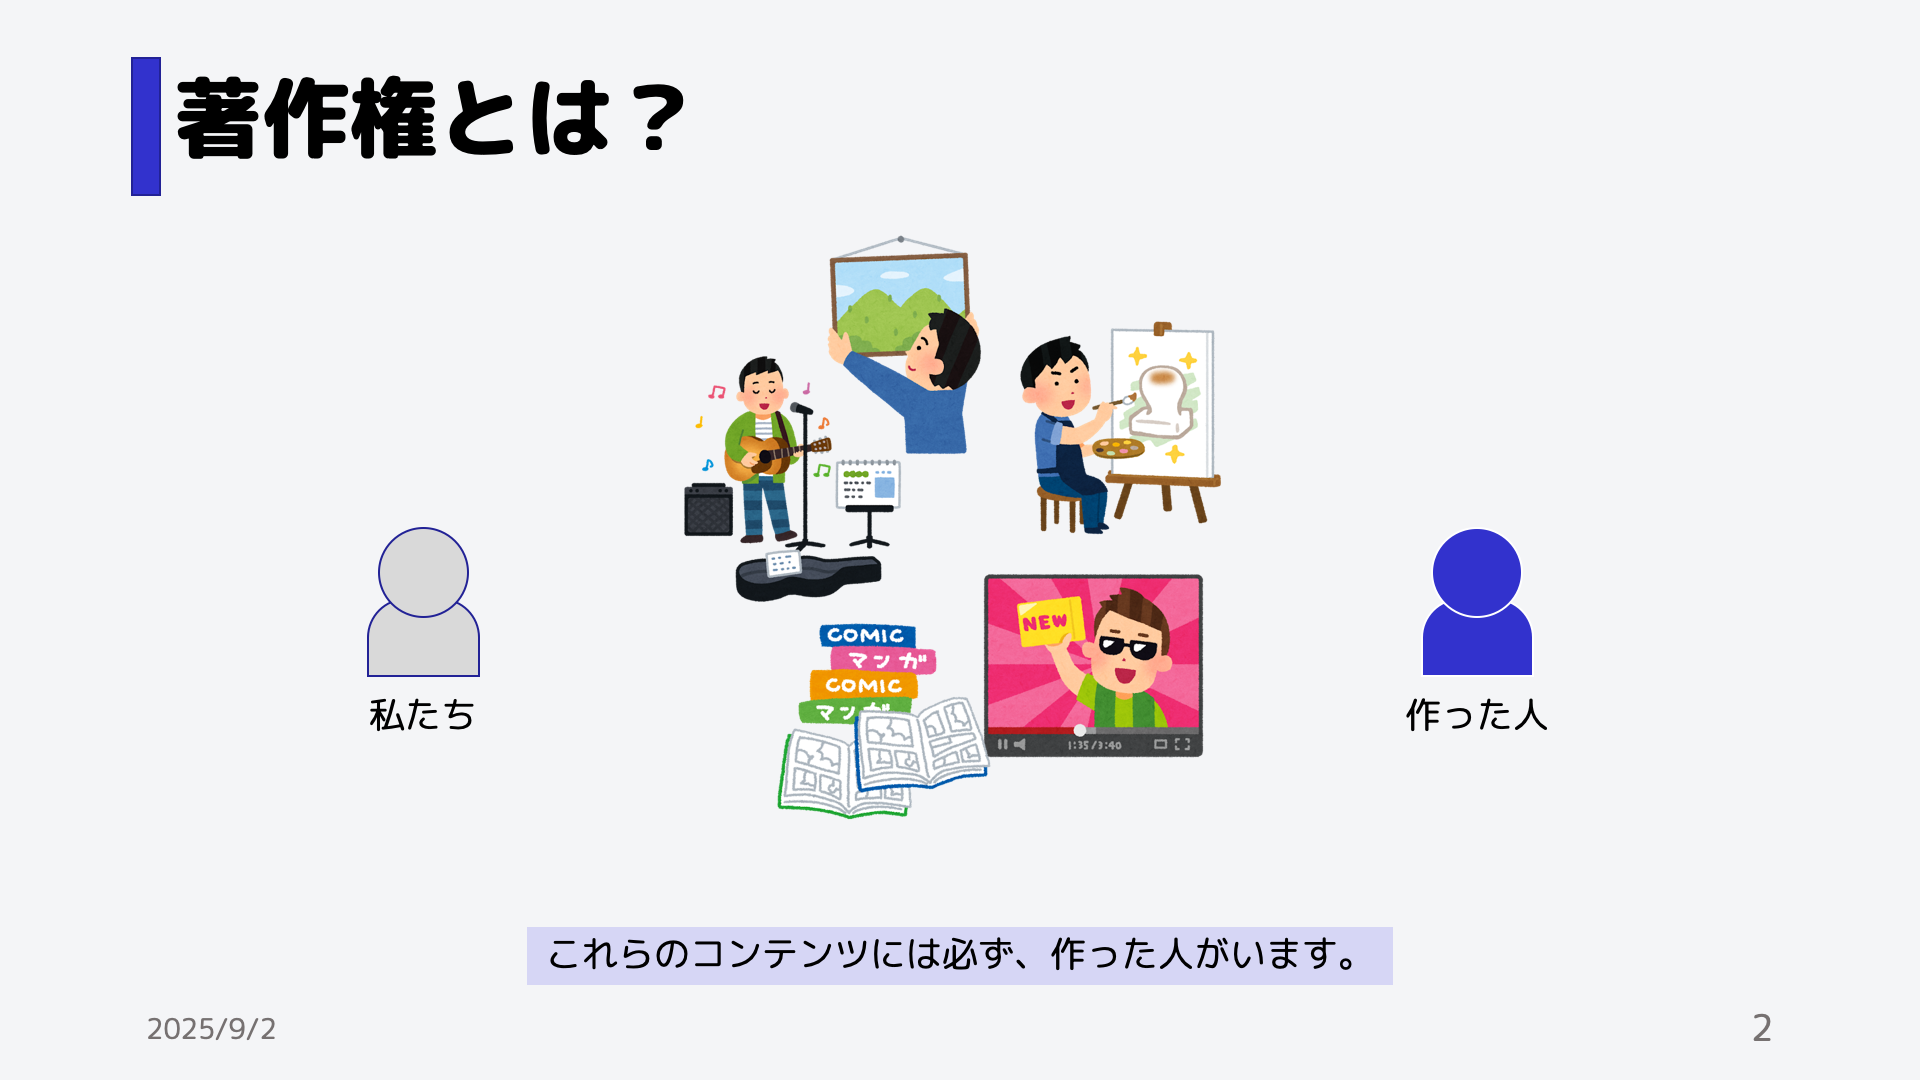 著作権とは？
COMIC
マンガ
COMIC
マンガ
NEW
1:35/3:40
私たち
作った人
これらのコンテンツには必ず、作った人がいます。
2025/9/2
2